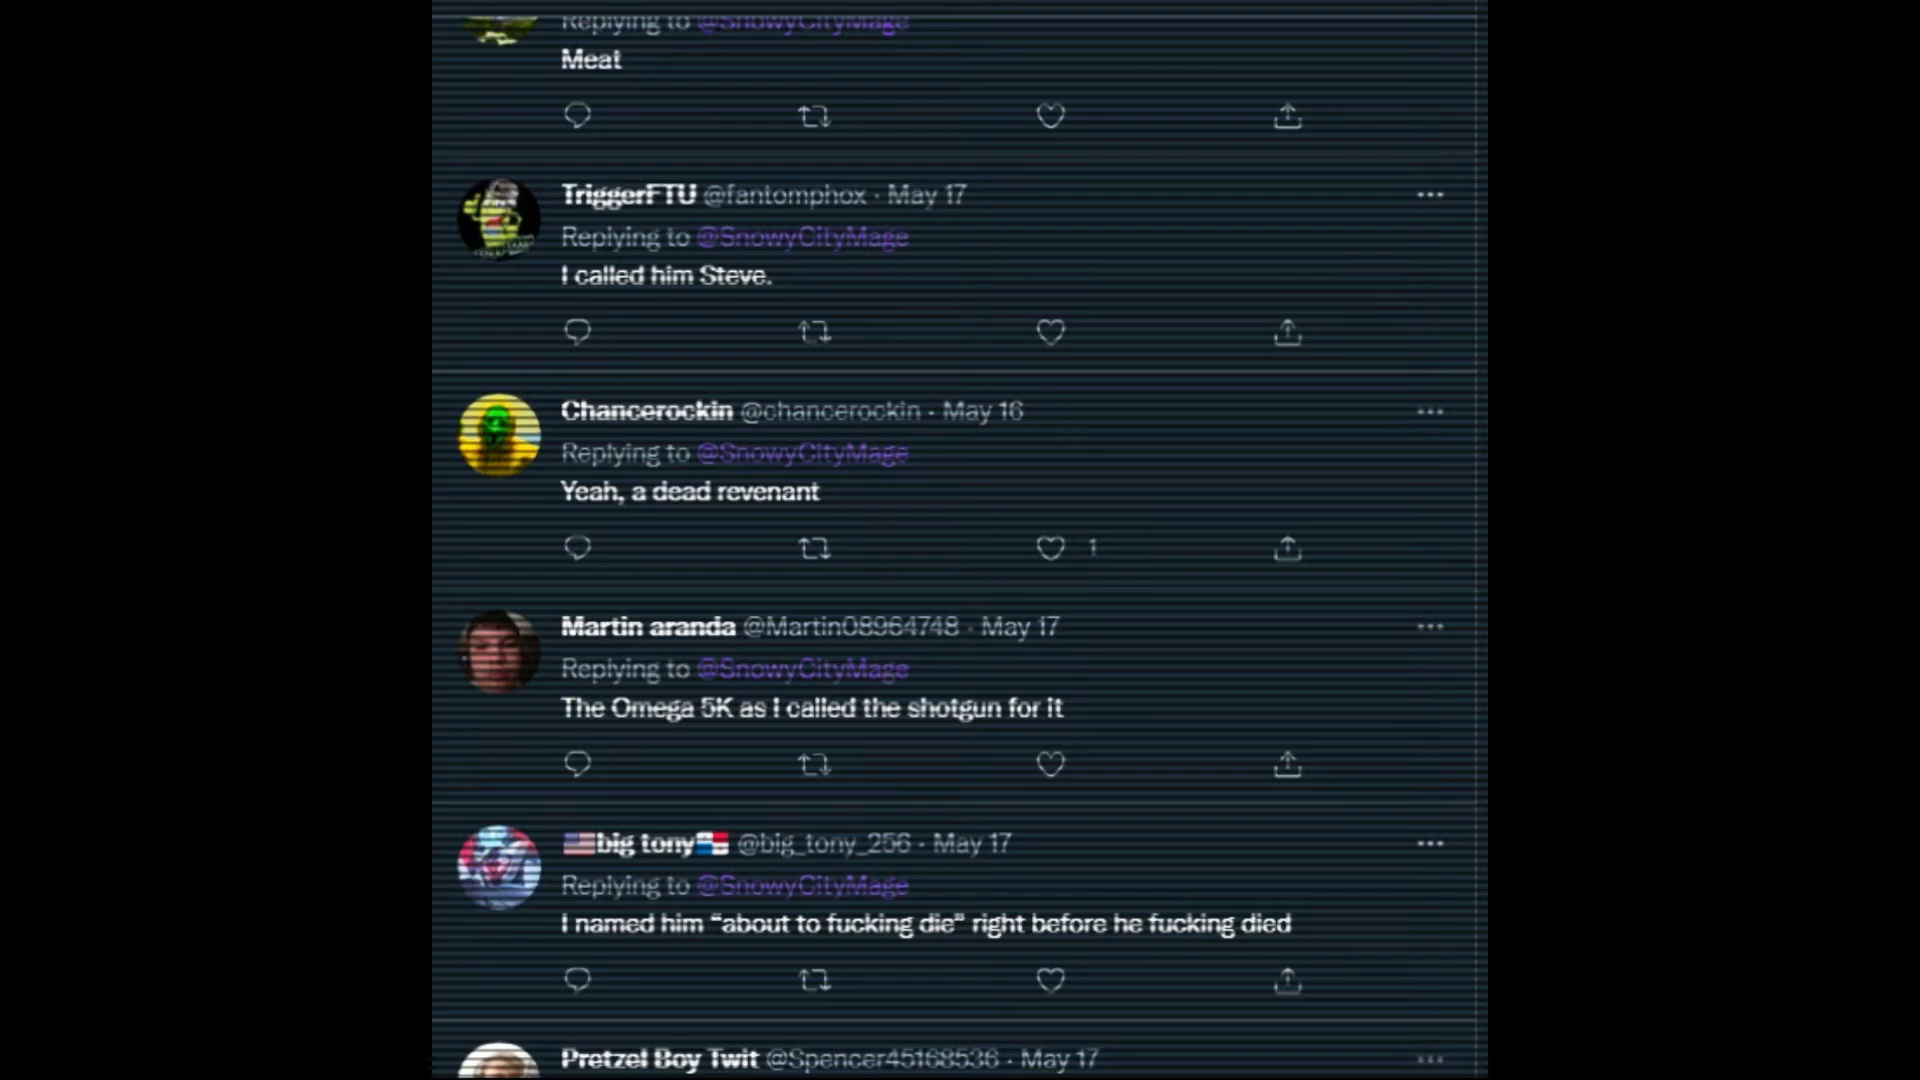 Replying to @SnowyCityMage
Meat
TriggerFTU @fantomphox · May 17
Replying to @SnowyCityMage
I called him Steve.
Chancerockin @chancerockin · May 16
Replying to @SnowyCityMage
Yeah, a dead revenant
1
Martin aranda @Martin08964748 · May 17
Replying to @SnowyCityMage
The Omega 5K as I called the shotgun for it
🇺🇸big tony🇵🇦 @big_tony_256 · May 17
Replying to @SnowyCityMage
I named him “about to fucking die” right before he fucking died
Pretzel Boy Twit @Spencer45168536 · May 17